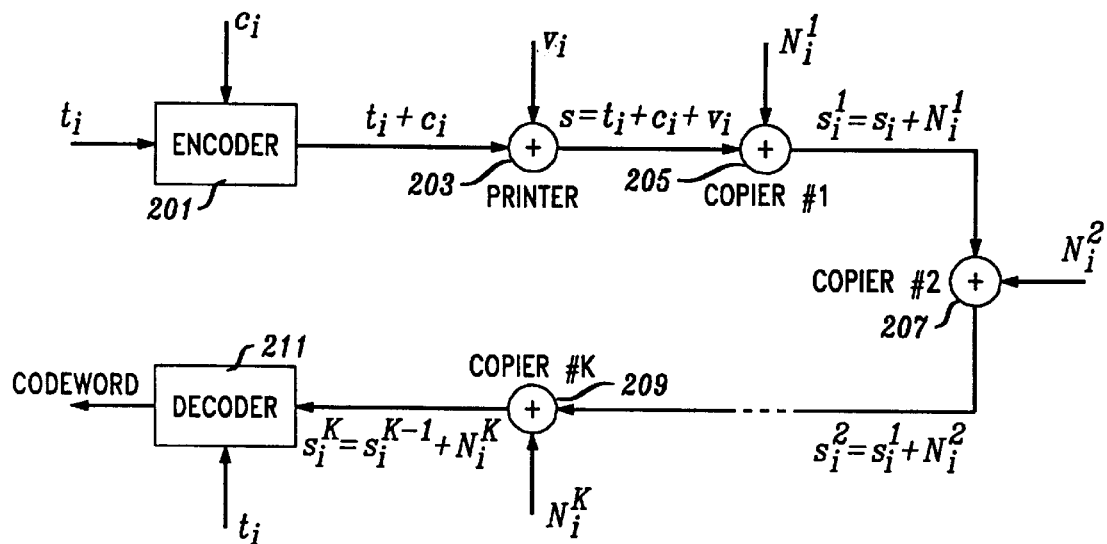 c_i
v_i
N_i^1
t_i
ENCODER
t_i + c_i
s=t_i+c_i+v_i
s_i^1=s_i+N_i^1
201
203
PRINTER
205
COPIER #1
N_i^2
COPIER #2
207
211
CODEWORD
DECODER
COPIER #K
209
s_i^K=s_i^{K-1}+N_i^K
s_i^2=s_i^1+N_i^2
t_i
N_i^K